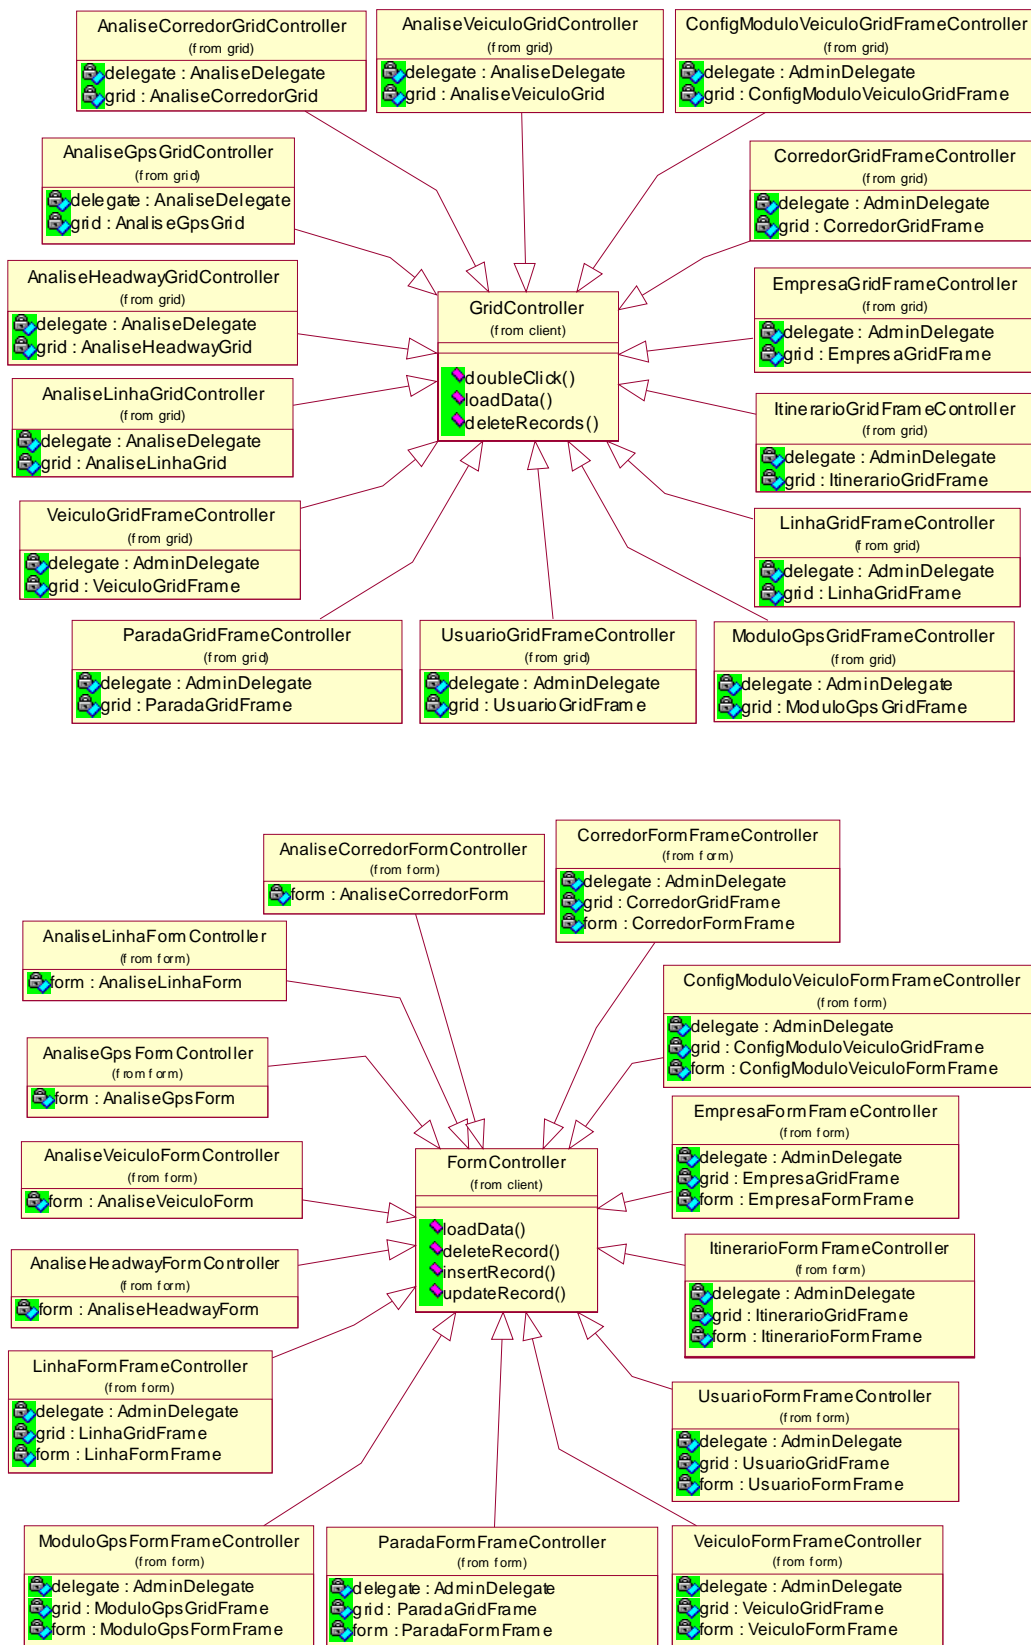 AnaliseCorredorGridController
(from grid)
delegate : AnaliseDelegate
grid : AnaliseCorredorGrid
AnaliseVeiculoGridController
(from grid)
delegate : AnaliseDelegate
grid : AnaliseVeiculoGrid
ConfigModuloVeiculoGridFrameController
(from grid)
delegate : AdminDelegate
grid : ConfigModuloVeiculoGridFrame
AnaliseGpsGridController
(from grid)
delegate : AnaliseDelegate
grid : AnaliseGpsGrid
CorredorGridFrameController
(from grid)
delegate : AdminDelegate
grid : CorredorGridFrame
AnaliseHeadwayGridController
(from grid)
delegate : AnaliseDelegate
grid : AnaliseHeadwayGrid
GridController
(from client)
doubleClick()
loadData()
deleteRecords()
EmpresaGridFrameController
(from grid)
delegate : AdminDelegate
grid : EmpresaGridFrame
AnaliseLinhaGridController
(from grid)
delegate : AnaliseDelegate
grid : AnaliseLinhaGrid
ItinerarioGridFrameController
(from grid)
delegate : AdminDelegate
grid : ItinerarioGridFrame
VeiculoGridFrameController
(from grid)
delegate : AdminDelegate
grid : VeiculoGridFrame
LinhaGridFrameController
(from grid)
delegate : AdminDelegate
grid : LinhaGridFrame
ParadaGridFrameController
(from grid)
delegate : AdminDelegate
grid : ParadaGridFrame
UsuarioGridFrameController
(from grid)
delegate : AdminDelegate
grid : UsuarioGridFrame
ModuloGpsGridFrameController
(from grid)
delegate : AdminDelegate
grid : ModuloGpsGridFrame
AnaliseCorredorFormController
(from form)
form : AnaliseCorredorForm
CorredorFormFrameController
(from form)
delegate : AdminDelegate
grid : CorredorGridFrame
form : CorredorFormFrame
AnaliseLinhaFormController
(from form)
form : AnaliseLinhaForm
ConfigModuloVeiculoFormFrameController
(from form)
delegate : AdminDelegate
grid : ConfigModuloVeiculoGridFrame
form : ConfigModuloVeiculoFormFrame
AnaliseGpsFormController
(from form)
form : AnaliseGpsForm
EmpresaFormFrameController
(from form)
delegate : AdminDelegate
grid : EmpresaGridFrame
form : EmpresaFormFrame
AnaliseVeiculoFormController
(from form)
form : AnaliseVeiculoForm
FormController
(from client)
loadData()
deleteRecord()
insertRecord()
updateRecord()
AnaliseHeadwayFormController
(from form)
form : AnaliseHeadwayForm
ItinerarioFormFrameController
(from form)
delegate : AdminDelegate
grid : ItinerarioGridFrame
form : ItinerarioFormFrame
LinhaFormFrameController
(from form)
delegate : AdminDelegate
grid : LinhaGridFrame
form : LinhaFormFrame
UsuarioFormFrameController
(from form)
delegate : AdminDelegate
grid : UsuarioGridFrame
form : UsuarioFormFrame
ModuloGpsFormFrameController
(from form)
delegate : AdminDelegate
grid : ModuloGpsGridFrame
form : ModuloGpsFormFrame
ParadaFormFrameController
(from form)
delegate : AdminDelegate
grid : ParadaGridFrame
form : ParadaFormFrame
VeiculoFormFrameController
(from form)
delegate : AdminDelegate
grid : VeiculoGridFrame
form : VeiculoFormFrame